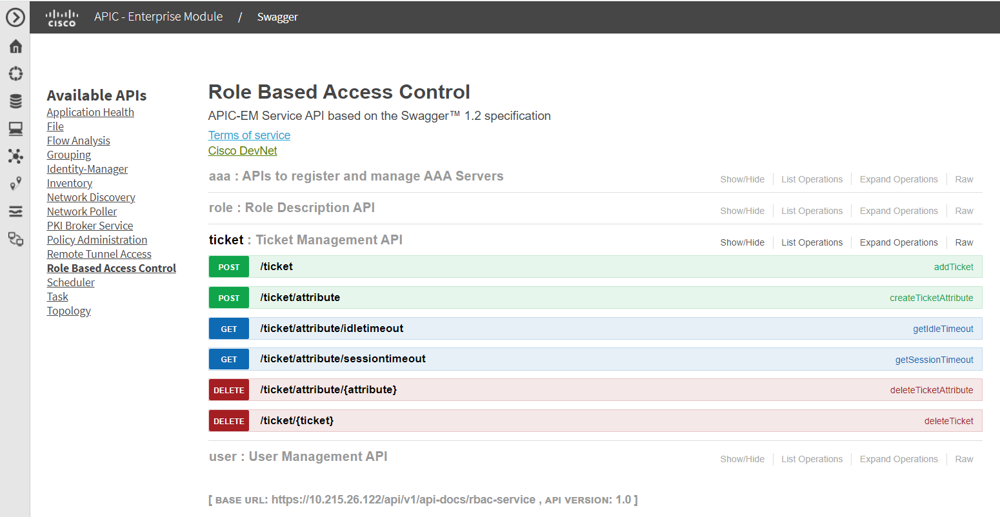 CISCO APIC - Enterprise Module / Swagger
Available APIs
Application Health
File
Flow Analysis
Grouping
Identity-Manager
Inventory
Network Discovery
Network Poller
PKI Broker Service
Policy Administration
Remote Tunnel Access
Role Based Access Control
Scheduler
Task
Topology
Role Based Access Control
APIC-EM Service API based on the Swagger™ 1.2 specification
Terms of service
Cisco DevNet
aaa : APIs to register and manage AAA Servers Show/Hide List Operations Expand Operations Raw
role : Role Description API Show/Hide List Operations Expand Operations Raw
ticket : Ticket Management API Show/Hide List Operations Expand Operations Raw
POST /ticket addTicket
POST /ticket/attribute createTicketAttribute
GET /ticket/attribute/idletimeout getIdleTimeout
GET /ticket/attribute/sessiontimeout getSessionTimeout
DELETE /ticket/attribute/{attribute} deleteTicketAttribute
DELETE /ticket/{ticket} deleteTicket
user : User Management API Show/Hide List Operations Expand Operations Raw
[ BASE URL: https://10.215.26.122/api/v1/api-docs/rbac-service , API VERSION: 1.0 ]